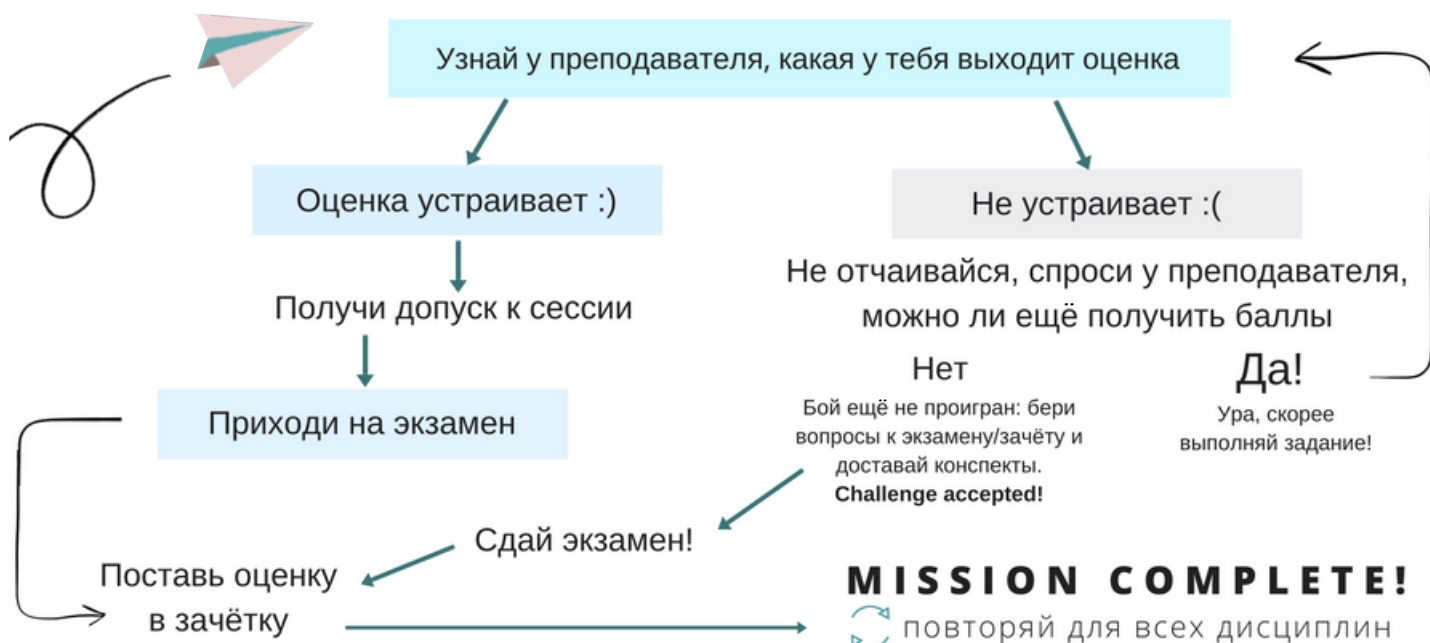 Узнай у преподавателя, какая у тебя выходит оценка
Оценка устраивает :)
Не устраивает :(
Получи допуск к сессии
Не отчаивайся, спроси у преподавателя,
можно ли ещё получить баллы
Приходи на экзамен
Нет
Бой ещё не проигран: бери
вопросы к экзамену/зачёту и
доставай конспекты.
Challenge accepted!
Да!
Ура, скорее
выполняй задание!
Сдай экзамен!
Поставь оценку
в зачётку
MISSION COMPLETE!
повторяй для всех дисциплин